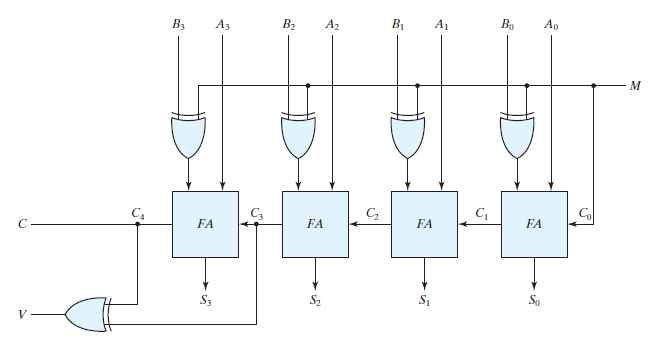 B₃ A₃ B₂ A₂ B₁ A₁ B₀ A₀
M
C C₄ FA C₃ FA C₂ FA C₁ FA C₀
S₃ S₂ S₁ S₀
V